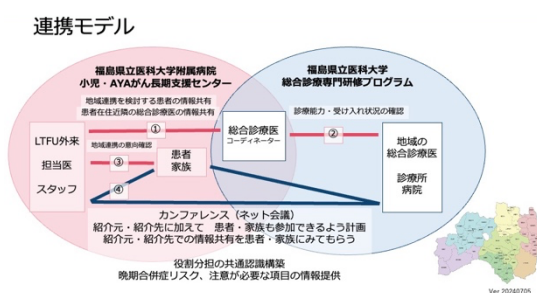 連携モデル
福島県立医科大学附属病院
小児・AYAがん長期支援センター
福島県立医科大学
総合診療専門研修プログラム
地域連携を検討する患者の情報共有
患者在住近隣の総合診療医の情報共有
診療能力・受け入れ状況の確認
①
②
LTFU外来
担当医
スタッフ
総合診療医
コーディネーター
地域の
総合診療医
診療所
病院
地域連携の意向確認
③
患者
家族
④
カンファレンス（ネット会議）
紹介元・紹介先に加えて　患者・家族も参加できるよう計画
紹介元・紹介先での情報共有を患者・家族にみてもらう
役割分担の共通認識構築
晩期合併症リスク、注意が必要な項目の情報提供
Ver.20240705